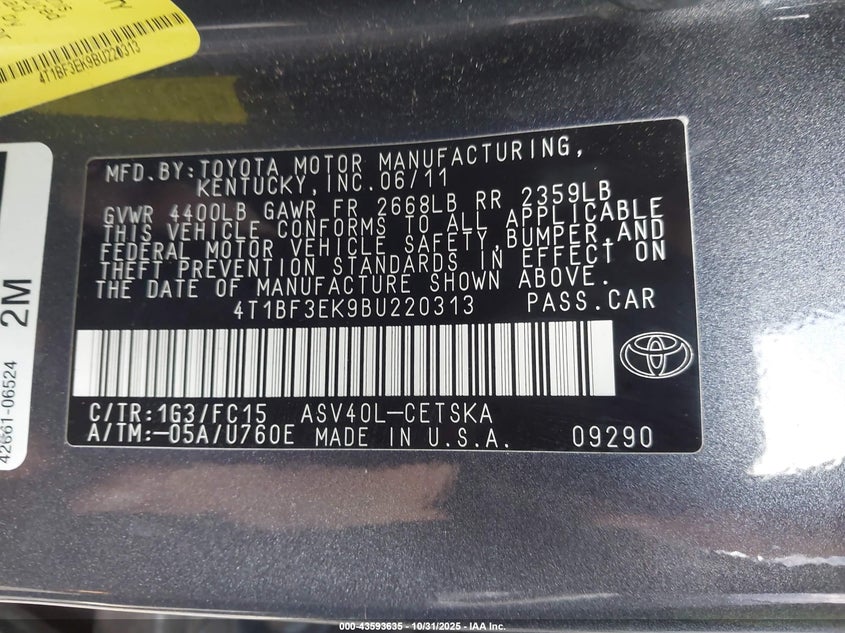 4T1BF3EK9BU220313
2M
42661-06524
MFD.BY:TOYOTA MOTOR MANUFACTURING,
KENTUCKY,INC.06/11
GVWR 4400LB GAWR FR 2668LB RR 2359LB
THIS VEHICLE CONFORMS TO ALL APPLICABLE
FEDERAL MOTOR VEHICLE SAFETY,BUMPER,AND
THEFT PREVENTION STANDARDS IN EFFECT ON
THE DATE OF MANUFACTURE SHOWN ABOVE.
4T1BF3EK9BU220313 PASS.CAR
C/TR:1G3/FC15 ASV40L-CETSKA
A/TM:-05A/U760E MADE IN U.S.A. 09290
000-43593635 - 10/31/2025 - IAA Inc.